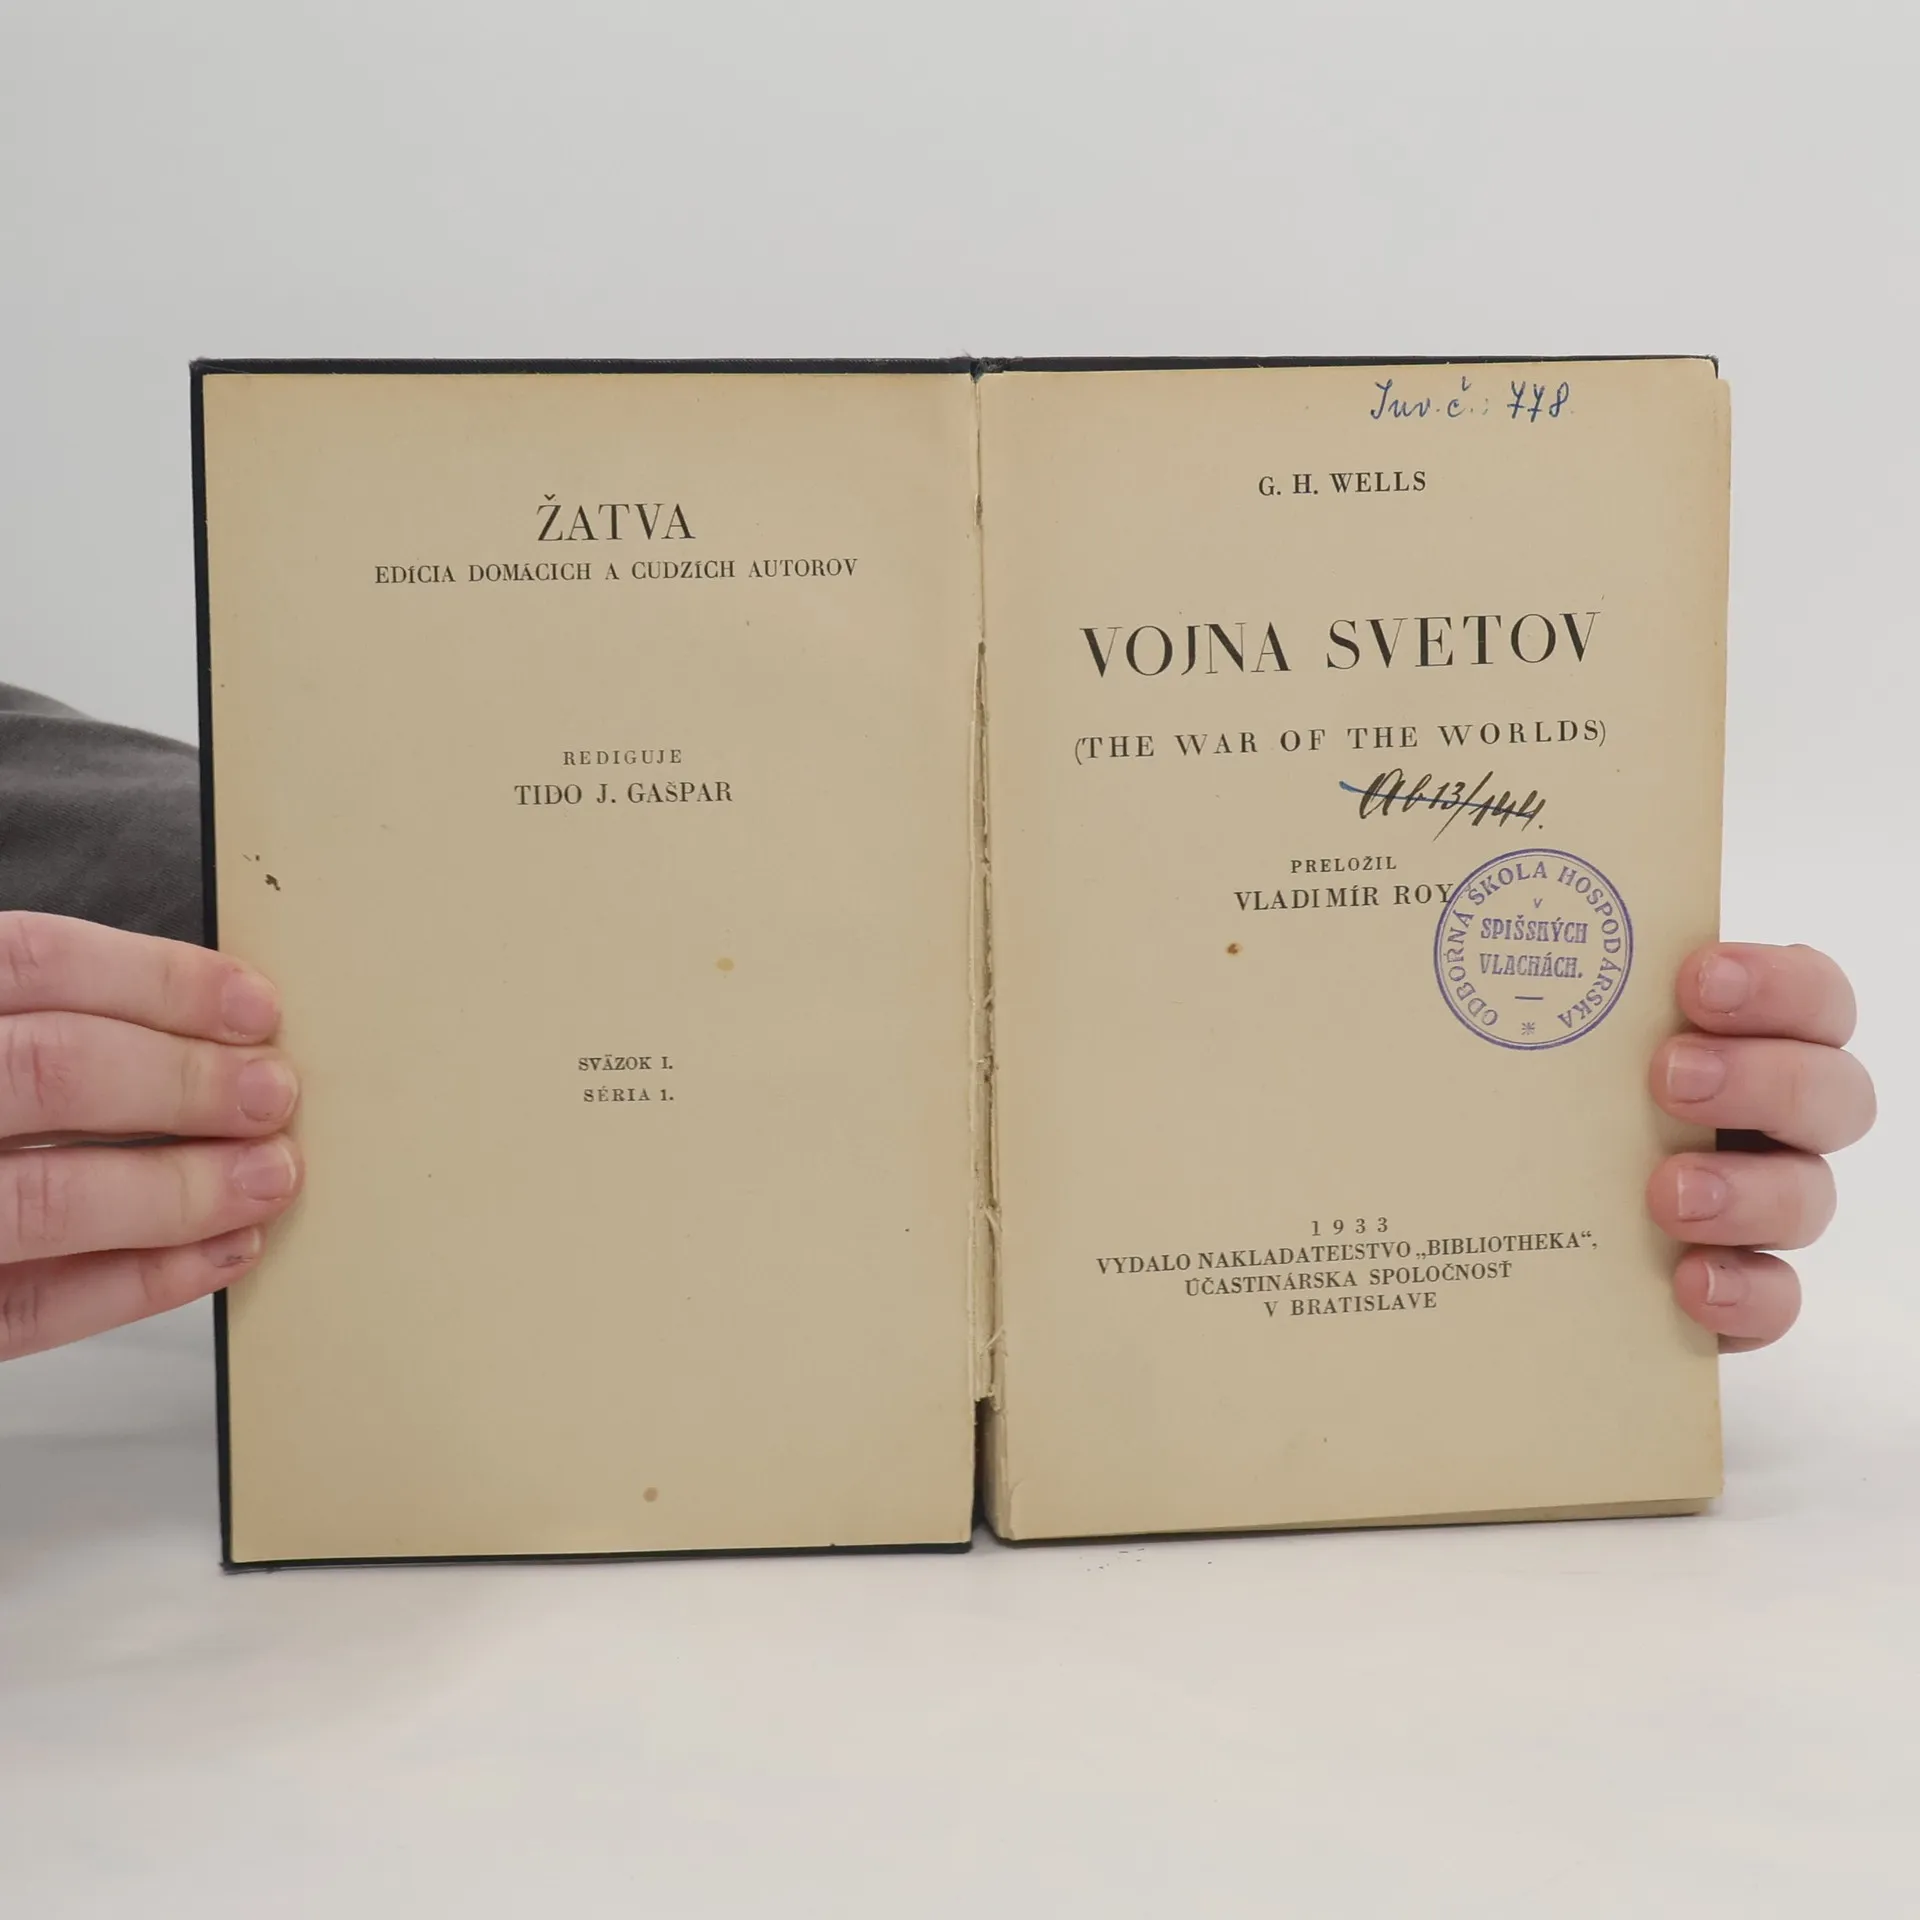 ŽATVA
EDÍCIA DOMÁCICH A CUDZÍCH AUTOROV
REDIGUJE
TIDO J. GAŠPAR
SVÄZOK I.
SÉRIA 1.
Inv. č.: 778.
G. H. WELLS
VOJNA SVETOV
(THE WAR OF THE WORLDS)
Ab 13/144.
PRELOŽIL
VLADIMÍR ROY
ODBORNÁ ŠKOLA HOSPODÁRSKA
v
SPIŠSKÝCH
VLACHÁCH.
1933
VYDALO NAKLADATEĽSTVO „BIBLIOTHEKA“,
ÚČASTINÁRSKA SPOLOČNOSŤ
V BRATISLAVE